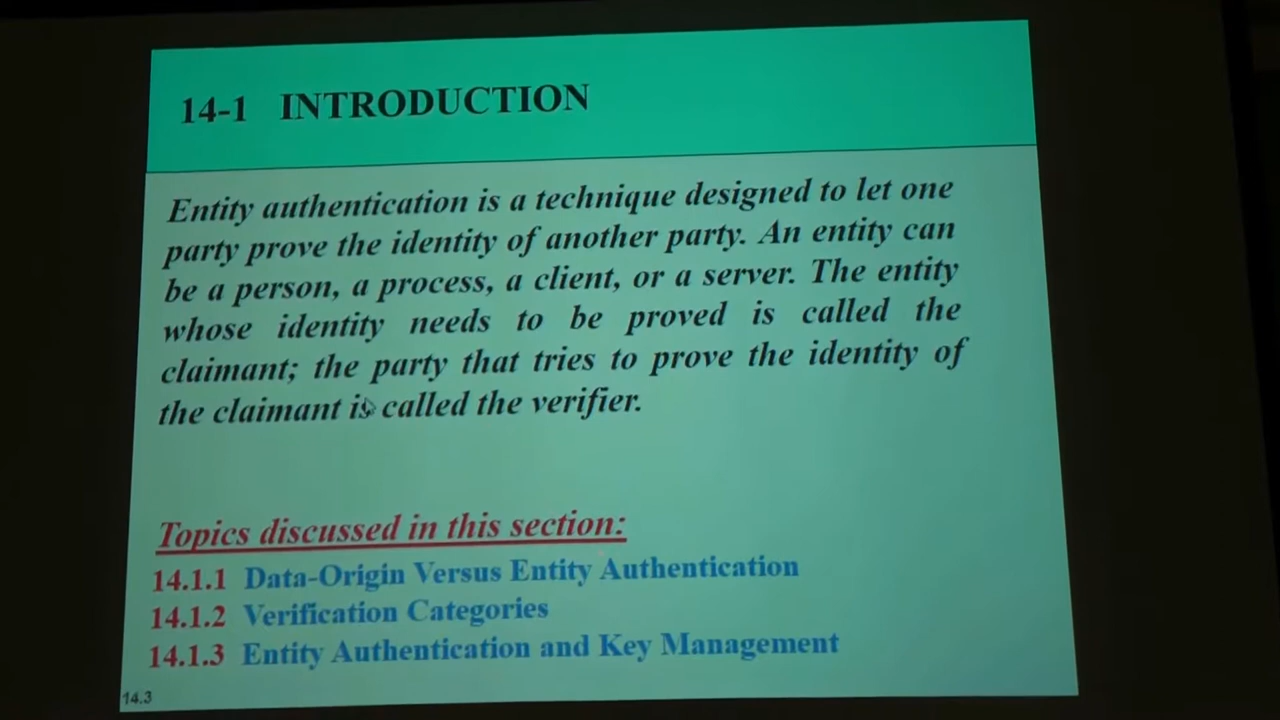 14-1 INTRODUCTION
Entity authentication is a technique designed to let one
party prove the identity of another party. An entity can
be a person, a process, a client, or a server. The entity
whose identity needs to be proved is called the
claimant; the party that tries to prove the identity of
the claimant is called the verifier.
Topics discussed in this section:
14.1.1 Data-Origin Versus Entity Authentication
14.1.2 Verification Categories
14.1.3 Entity Authentication and Key Management
14.3